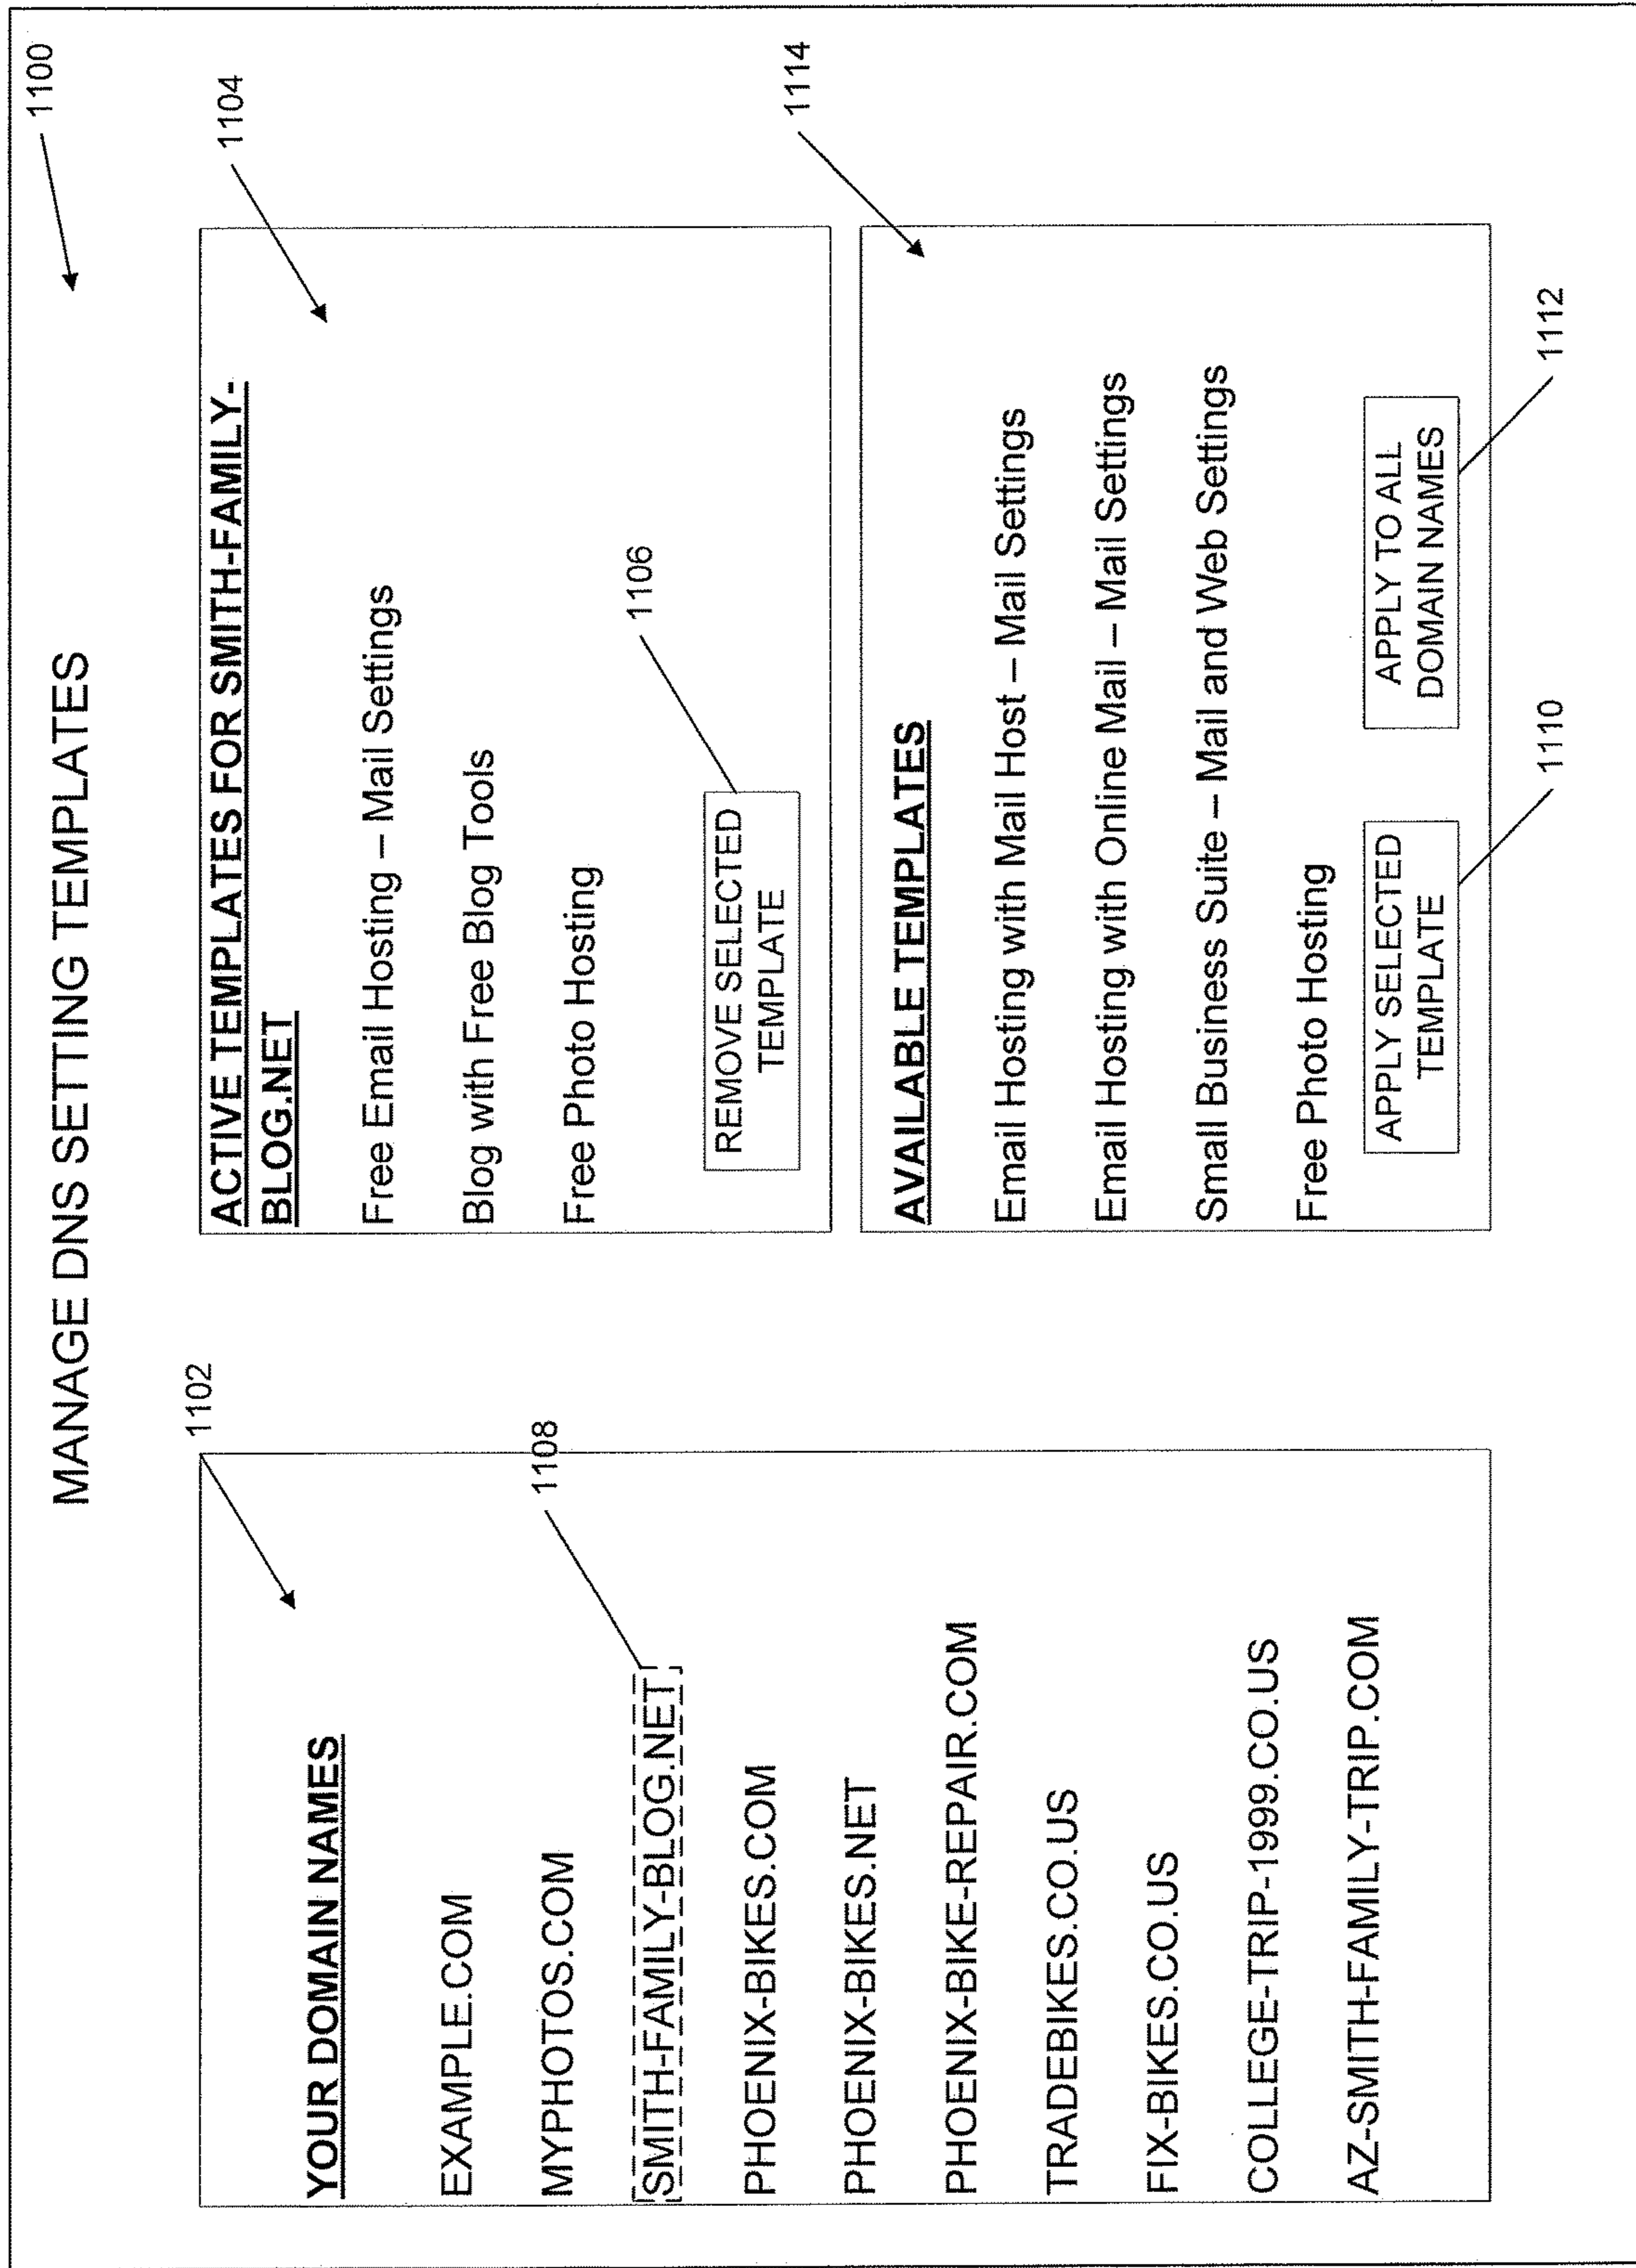 MANAGE DNS SETTING TEMPLATES
1100
1102
YOUR DOMAIN NAMES
EXAMPLE.COM
MYPHOTOS.COM
1108
SMITH-FAMILY-BLOG.NET
PHOENIX-BIKES.COM
PHOENIX-BIKES.NET
PHOENIX-BIKE-REPAIR.COM
TRADEBIKES.CO.US
FIX-BIKES.CO.US
COLLEGE-TRIP-1999.CO.US
AZ-SMITH-FAMILY-TRIP.COM
1104
ACTIVE TEMPLATES FOR SMITH-FAMILY-
BLOG.NET
Free Email Hosting – Mail Settings
Blog with Free Blog Tools
Free Photo Hosting
1106
REMOVE SELECTED
TEMPLATE
1114
AVAILABLE TEMPLATES
Email Hosting with Mail Host – Mail Settings
Email Hosting with Online Mail – Mail Settings
Small Business Suite – Mail and Web Settings
Free Photo Hosting
APPLY SELECTED
TEMPLATE
APPLY TO ALL
DOMAIN NAMES
1110
1112